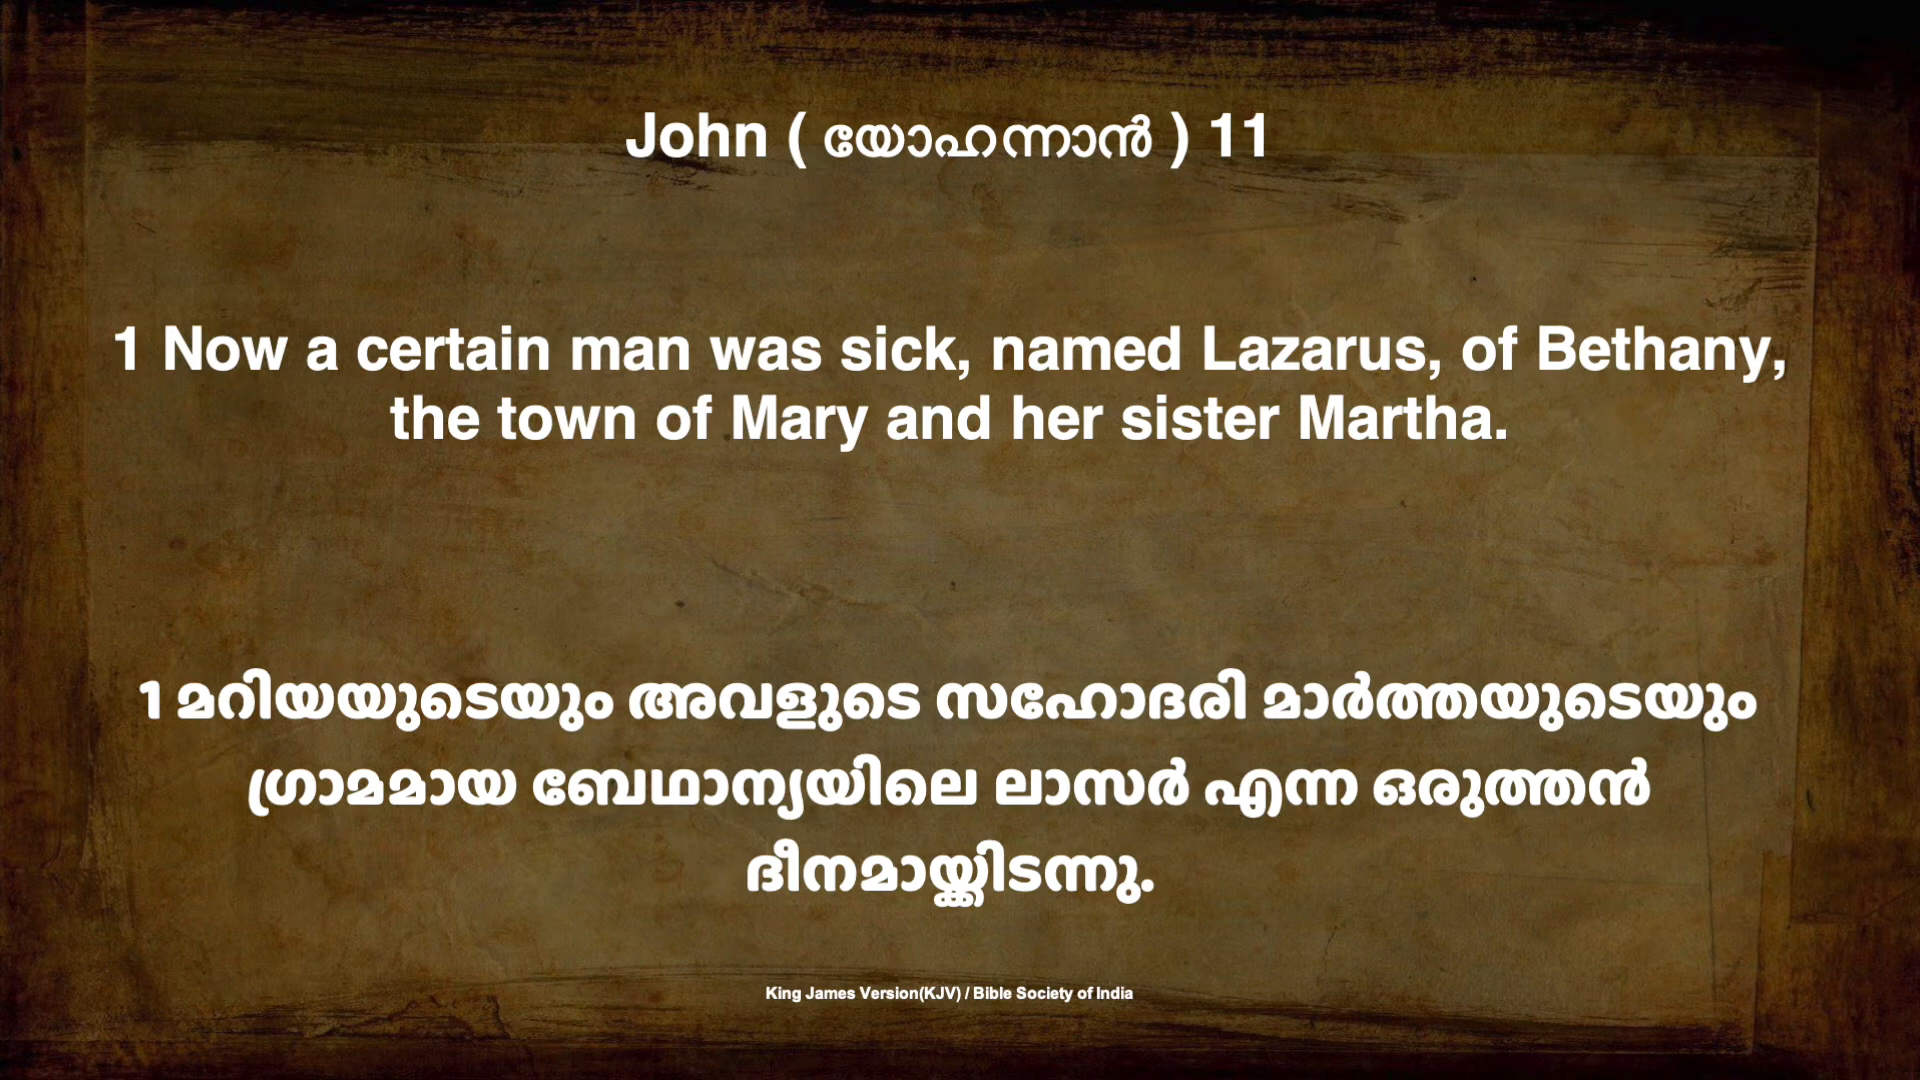 John ( യോഹന്നാൻ ) 11
1 Now a certain man was sick, named Lazarus, of Bethany,
the town of Mary and her sister Martha.
1 മറിയയുടെയും അവളുടെ സഹോദരി മാർത്തയുടെയും
ഗ്രാമമായ ബേഥാന്യയിലെ ലാസർ എന്ന ഒരുത്തൻ
ദീനമായ്ക്കിടന്നു.
King James Version(KJV) / Bible Society of India